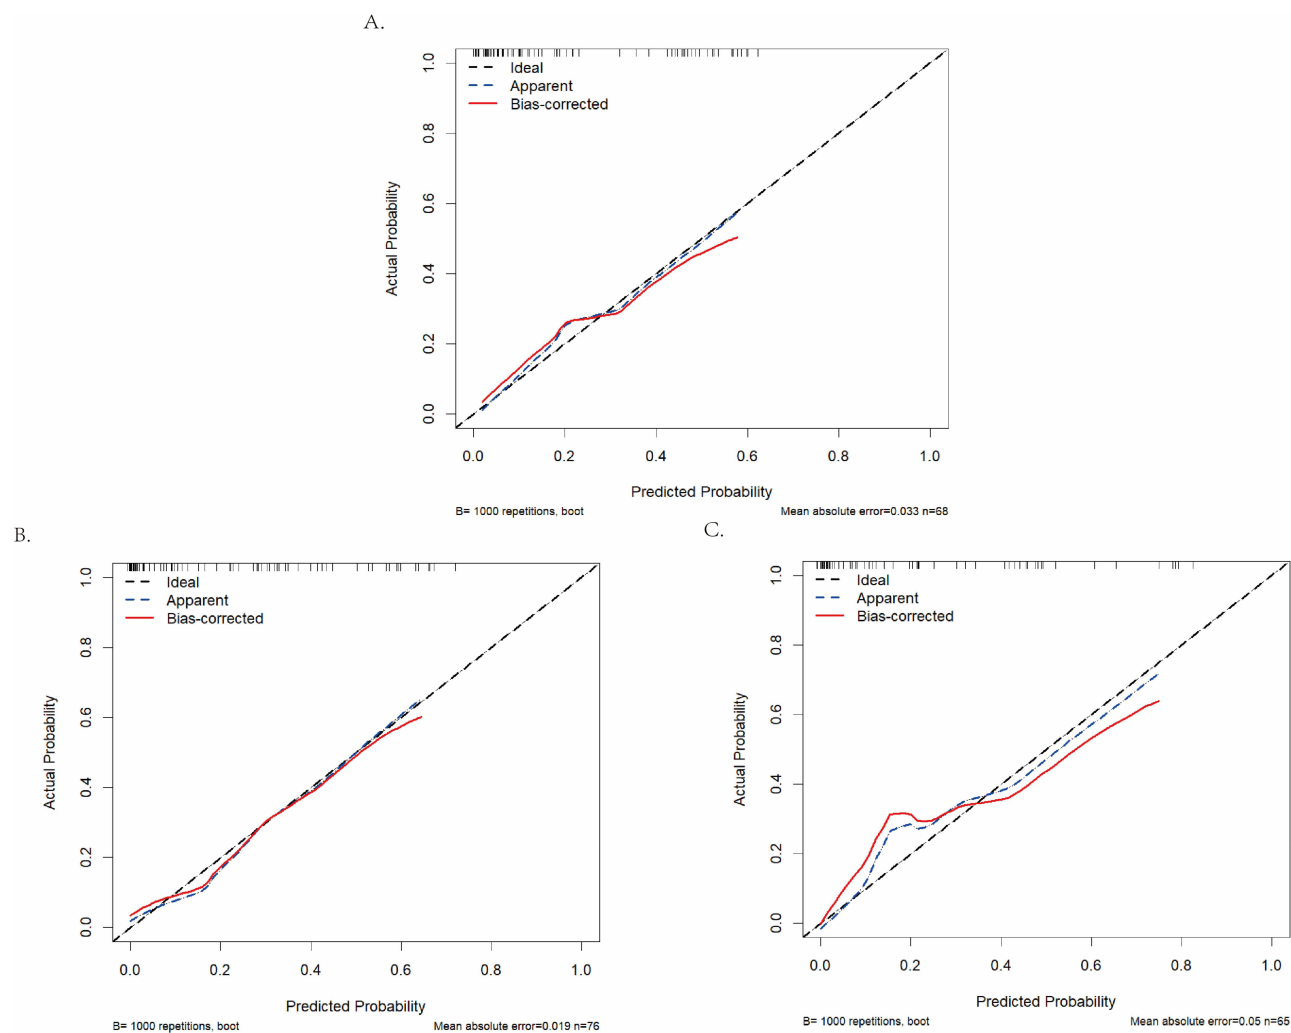 A.
Ideal
Apparent
Bias-corrected
Actual Probability
0.0 0.2 0.4 0.6 0.8 1.0
0.0 0.2 0.4 0.6 0.8 1.0
Predicted Probability
B= 1000 repetitions, boot
Mean absolute error=0.033 n=68
B.
Ideal
Apparent
Bias-corrected
Actual Probability
0.0 0.2 0.4 0.6 0.8 1.0
0.0 0.2 0.4 0.6 0.8 1.0
Predicted Probability
B= 1000 repetitions, boot
Mean absolute error=0.019 n=76
C.
Ideal
Apparent
Bias-corrected
Actual Probability
0.0 0.2 0.4 0.6 0.8 1.0
0.0 0.2 0.4 0.6 0.8 1.0
Predicted Probability
B= 1000 repetitions, boot
Mean absolute error=0.05 n=65